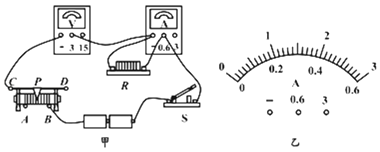 V A
- 3 15 - 0.6 3
C P D R S
A B
甲
0 1 2 3
0 0.2 0.4 0.6
A
- 0.6 3
乙